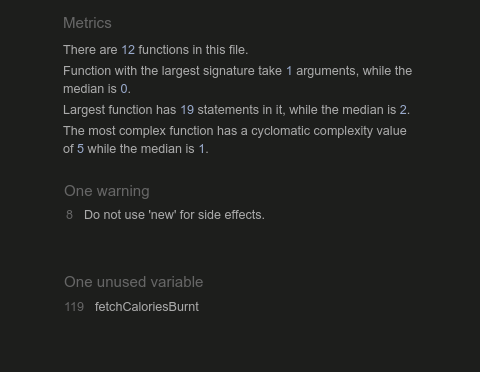 Metrics
There are 12 functions in this file.
Function with the largest signature take 1 arguments, while the
median is 0.
Largest function has 19 statements in it, while the median is 2.
The most complex function has a cyclomatic complexity value
of 5 while the median is 1.
One warning
8 Do not use 'new' for side effects.
One unused variable
119 fetchCaloriesBurnt